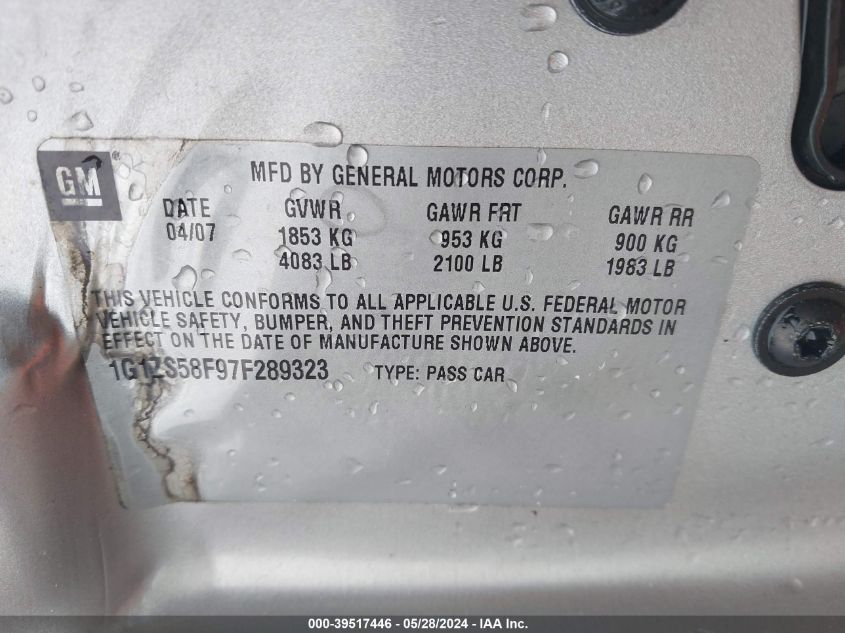 GM ®
MFD BY GENERAL MOTORS CORP.
DATE GVWR GAWR FRT GAWR RR
04/07 1853 KG 953 KG 900 KG
4083 LB 2100 LB 1983 LB
THIS VEHICLE CONFORMS TO ALL APPLICABLE U.S. FEDERAL MOTOR
VEHICLE SAFETY, BUMPER, AND THEFT PREVENTION STANDARDS IN
EFFECT ON THE DATE OF MANUFACTURE SHOWN ABOVE.
1G1ZS58F97F289323 TYPE: PASS CAR
000-39517446 - 05/28/2024 - IAA Inc.